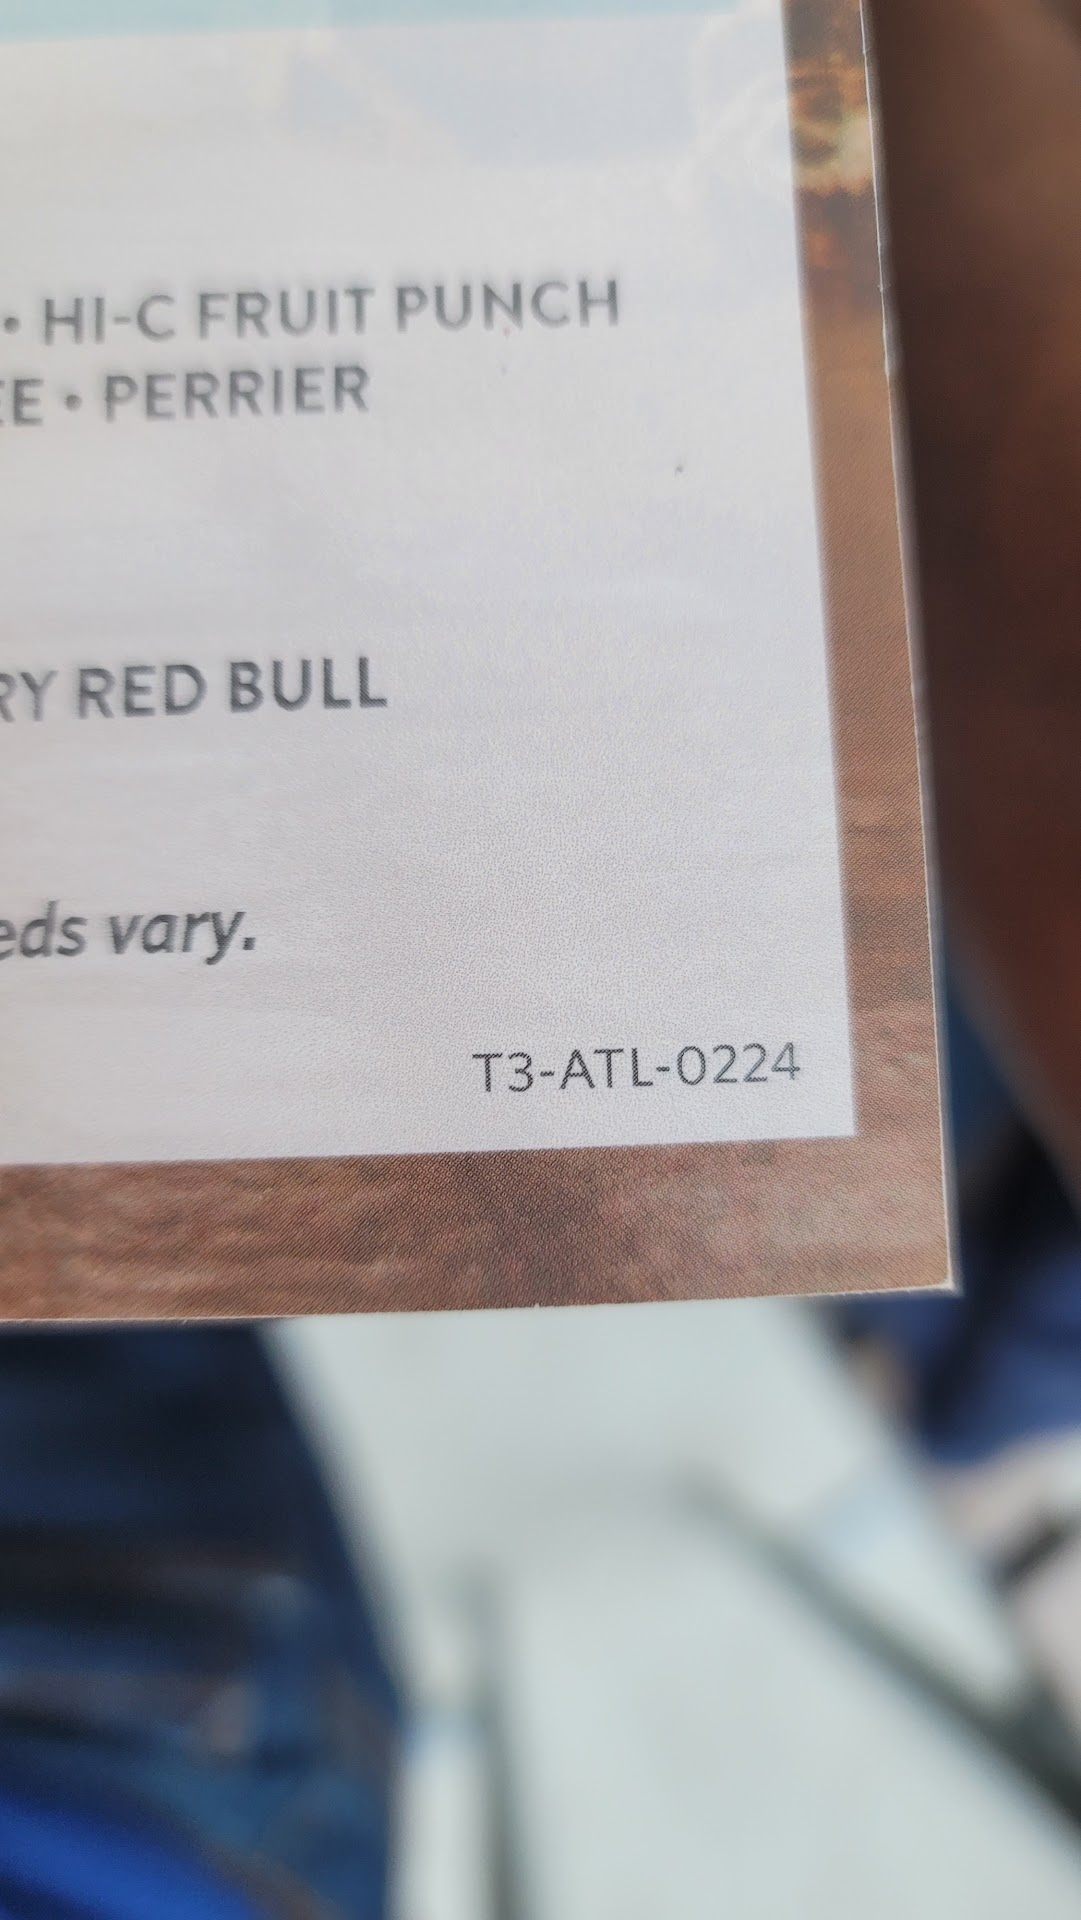 • HI-C FRUIT PUNCH
EE • PERRIER
RY RED BULL
eds vary.
T3-ATL-0224